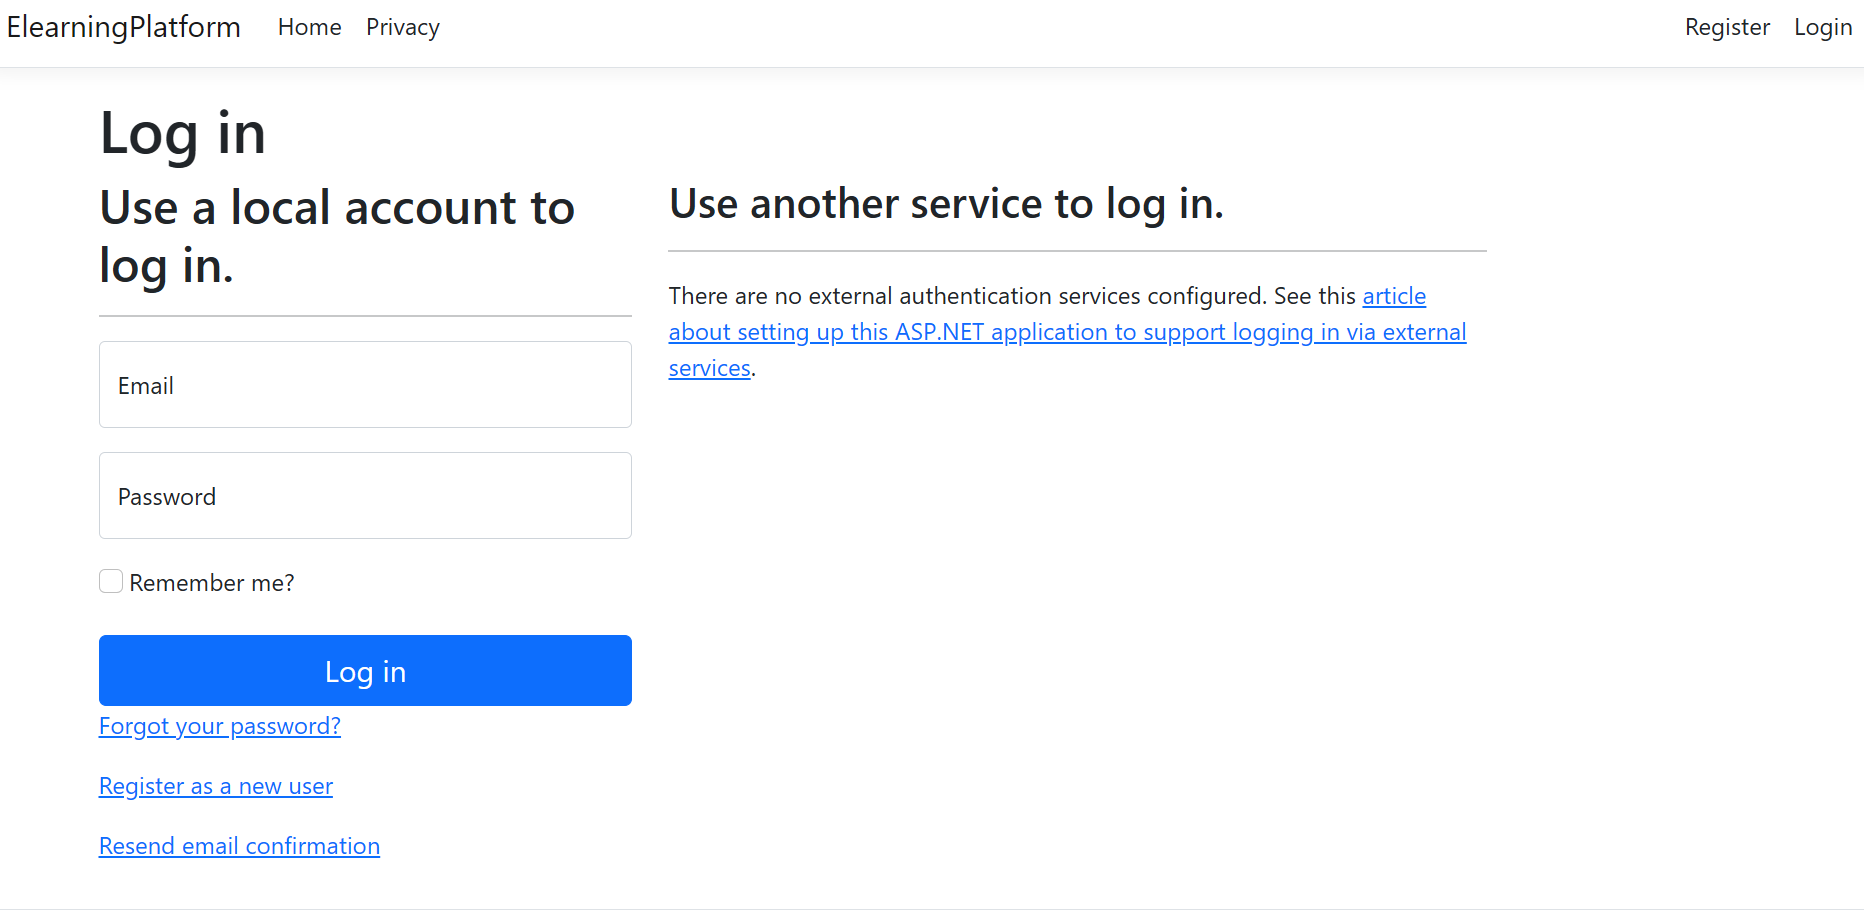 ElearningPlatform Home Privacy Register Login
Log in
Use a local account to
log in.
Email
Password
Remember me?
Log in
Forgot your password?
Register as a new user
Resend email confirmation
Use another service to log in.
There are no external authentication services configured. See this article
about setting up this ASP.NET application to support logging in via external
services.